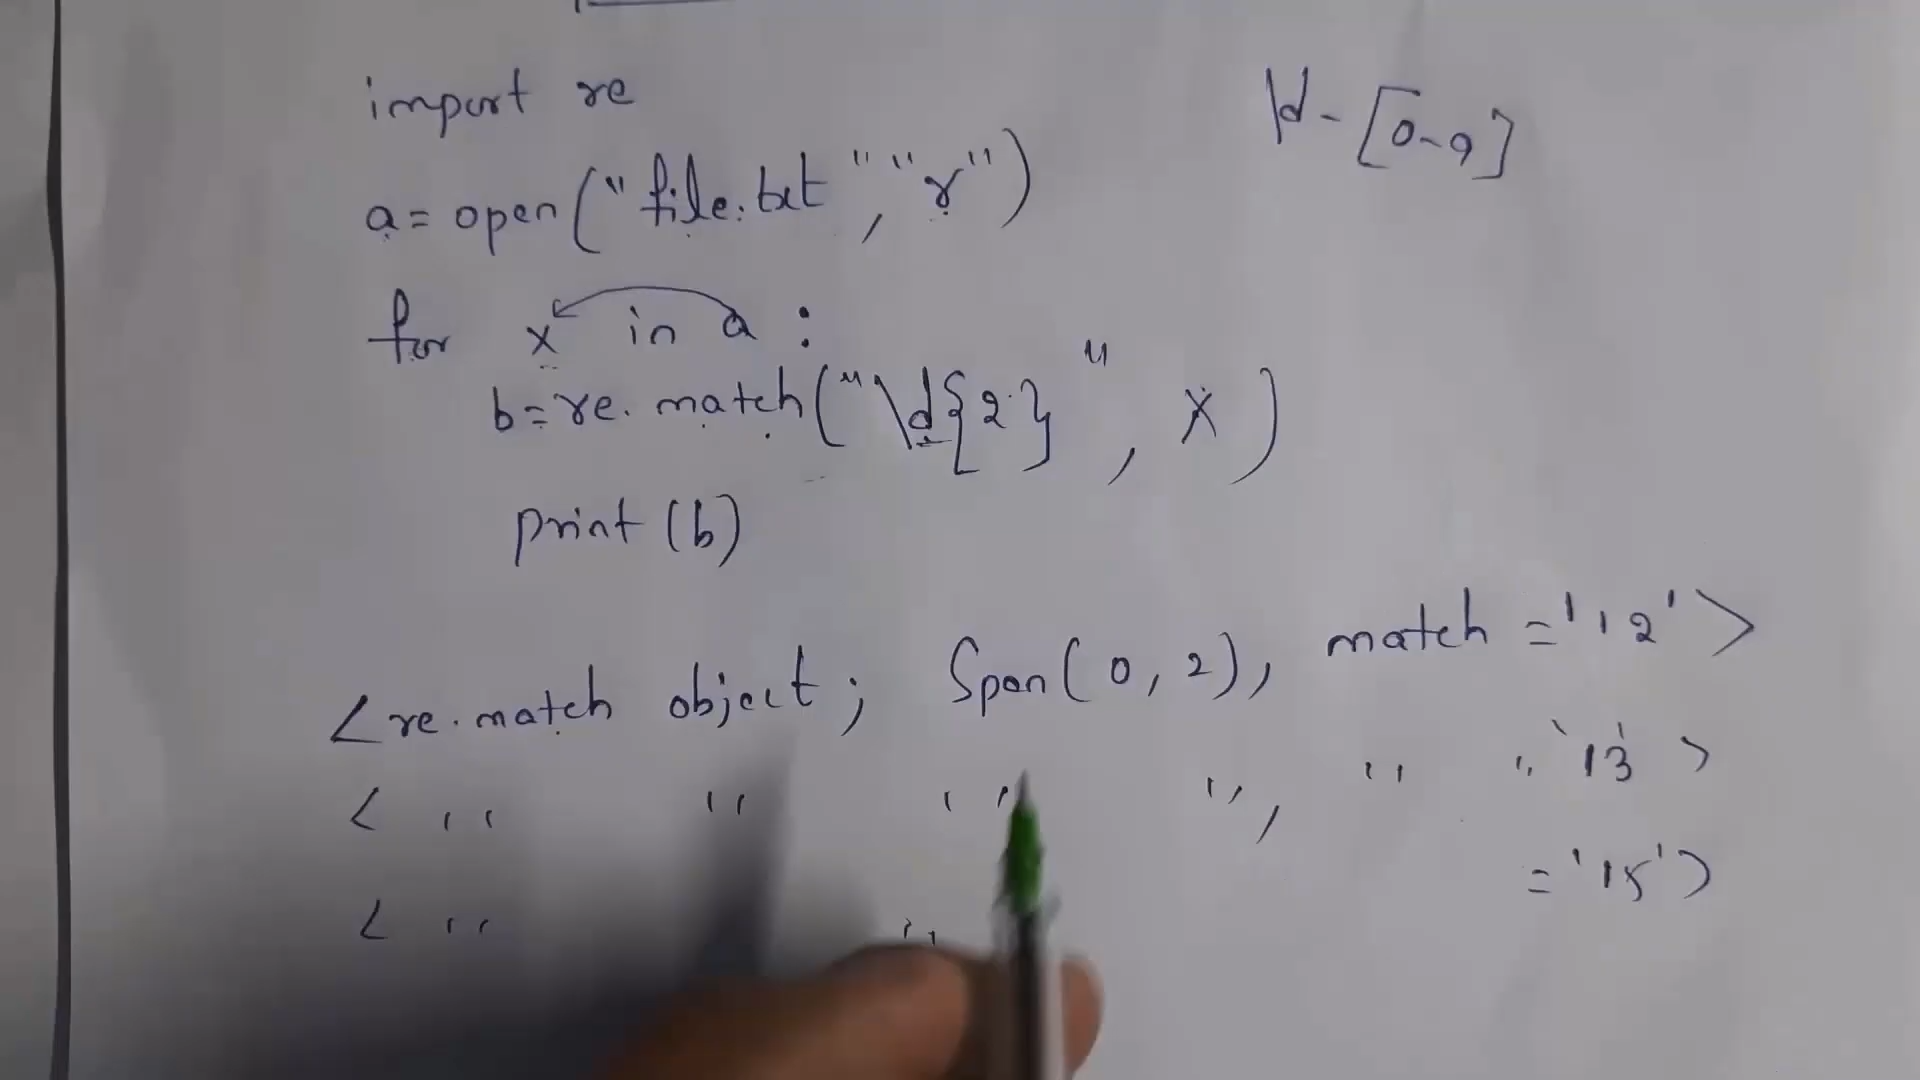 import re
\d - [0-9]
a = open("file.txt", "r")
for x in a :
b = re. match("\d{2}", x)
print (b)
<re.match object; Span(0, 2), match = '12'>
< " " " ", " " '13'>
< " " = '15'>